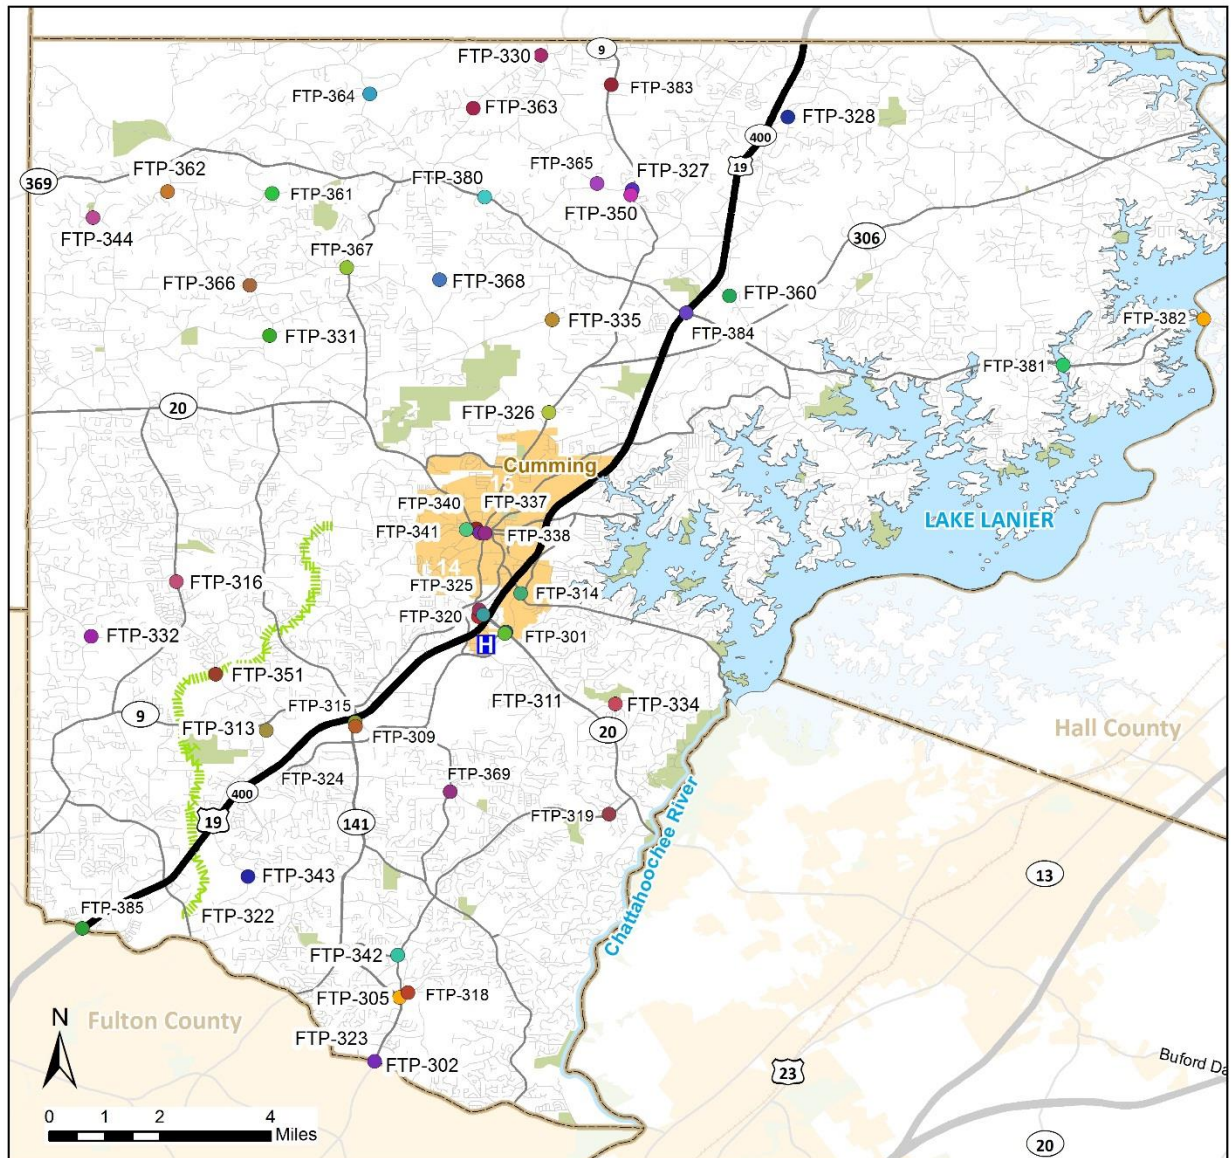 FTP-330
9
FTP-364
FTP-383
FTP-363
FTP-328
400
19
369
FTP-362
FTP-365
FTP-327
FTP-361
FTP-380
FTP-350
FTP-344
FTP-367
306
FTP-366
FTP-368
FTP-360
FTP-335
FTP-384
FTP-382
FTP-331
FTP-381
20
FTP-326
Cumming
15
FTP-340
FTP-337
LAKE LANIER
FTP-341
FTP-338
14
FTP-316
FTP-325
FTP-314
FTP-320
FTP-332
FTP-301
H
FTP-351
FTP-311
FTP-334
9
FTP-315
FTP-313
FTP-309
20
Hall County
FTP-324
FTP-369
400
19
141
FTP-319
Chattahoochee River
FTP-343
13
FTP-385
FTP-322
FTP-342
FTP-305
FTP-318
N
Fulton County
FTP-323
FTP-302
Buford Da
23
0 1 2 4
Miles
20